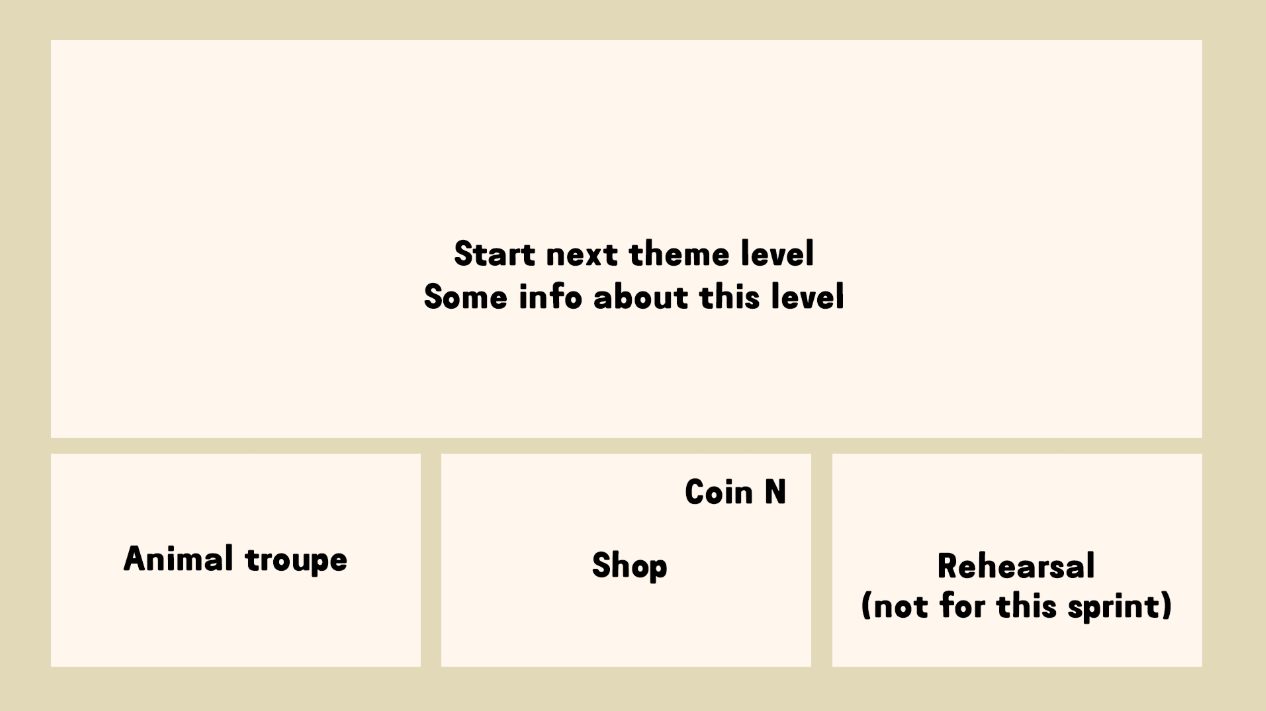 Start next theme level
Some info about this level
Animal troupe
Coin N
Shop
Rehearsal
(not for this sprint)